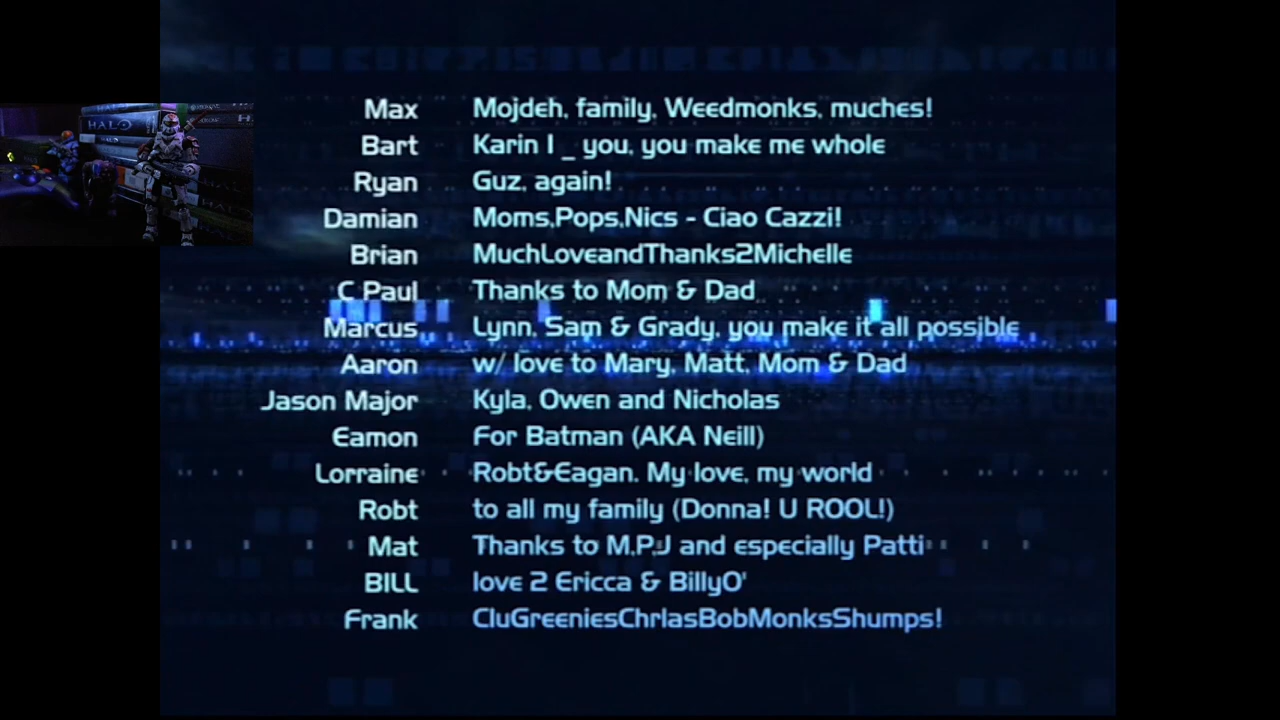 HALO
Max Mojdeh, family, Weedmonks, muches!
Bart Karin I _ you, you make me whole
Ryan Guz, again!
Damian Moms,Pops,Nics - Ciao Cazzi!
Brian MuchLoveandThanks2Michelle
C Paul Thanks to Mom & Dad
Marcus Lynn, Sam & Grady, you make it all possible
Aaron w/ love to Mary, Matt, Mom & Dad
Jason Major Kyla, Owen and Nicholas
Eamon For Batman (AKA Neill)
Lorraine Robt&Eagan. My love, my world
Robt to all my family (Donna! U ROOL!)
Mat Thanks to M,P,J and especially Patti
BILL love 2 Ericca & BillyO'
Frank CluGreeniesChrlasBobMonksShumps!